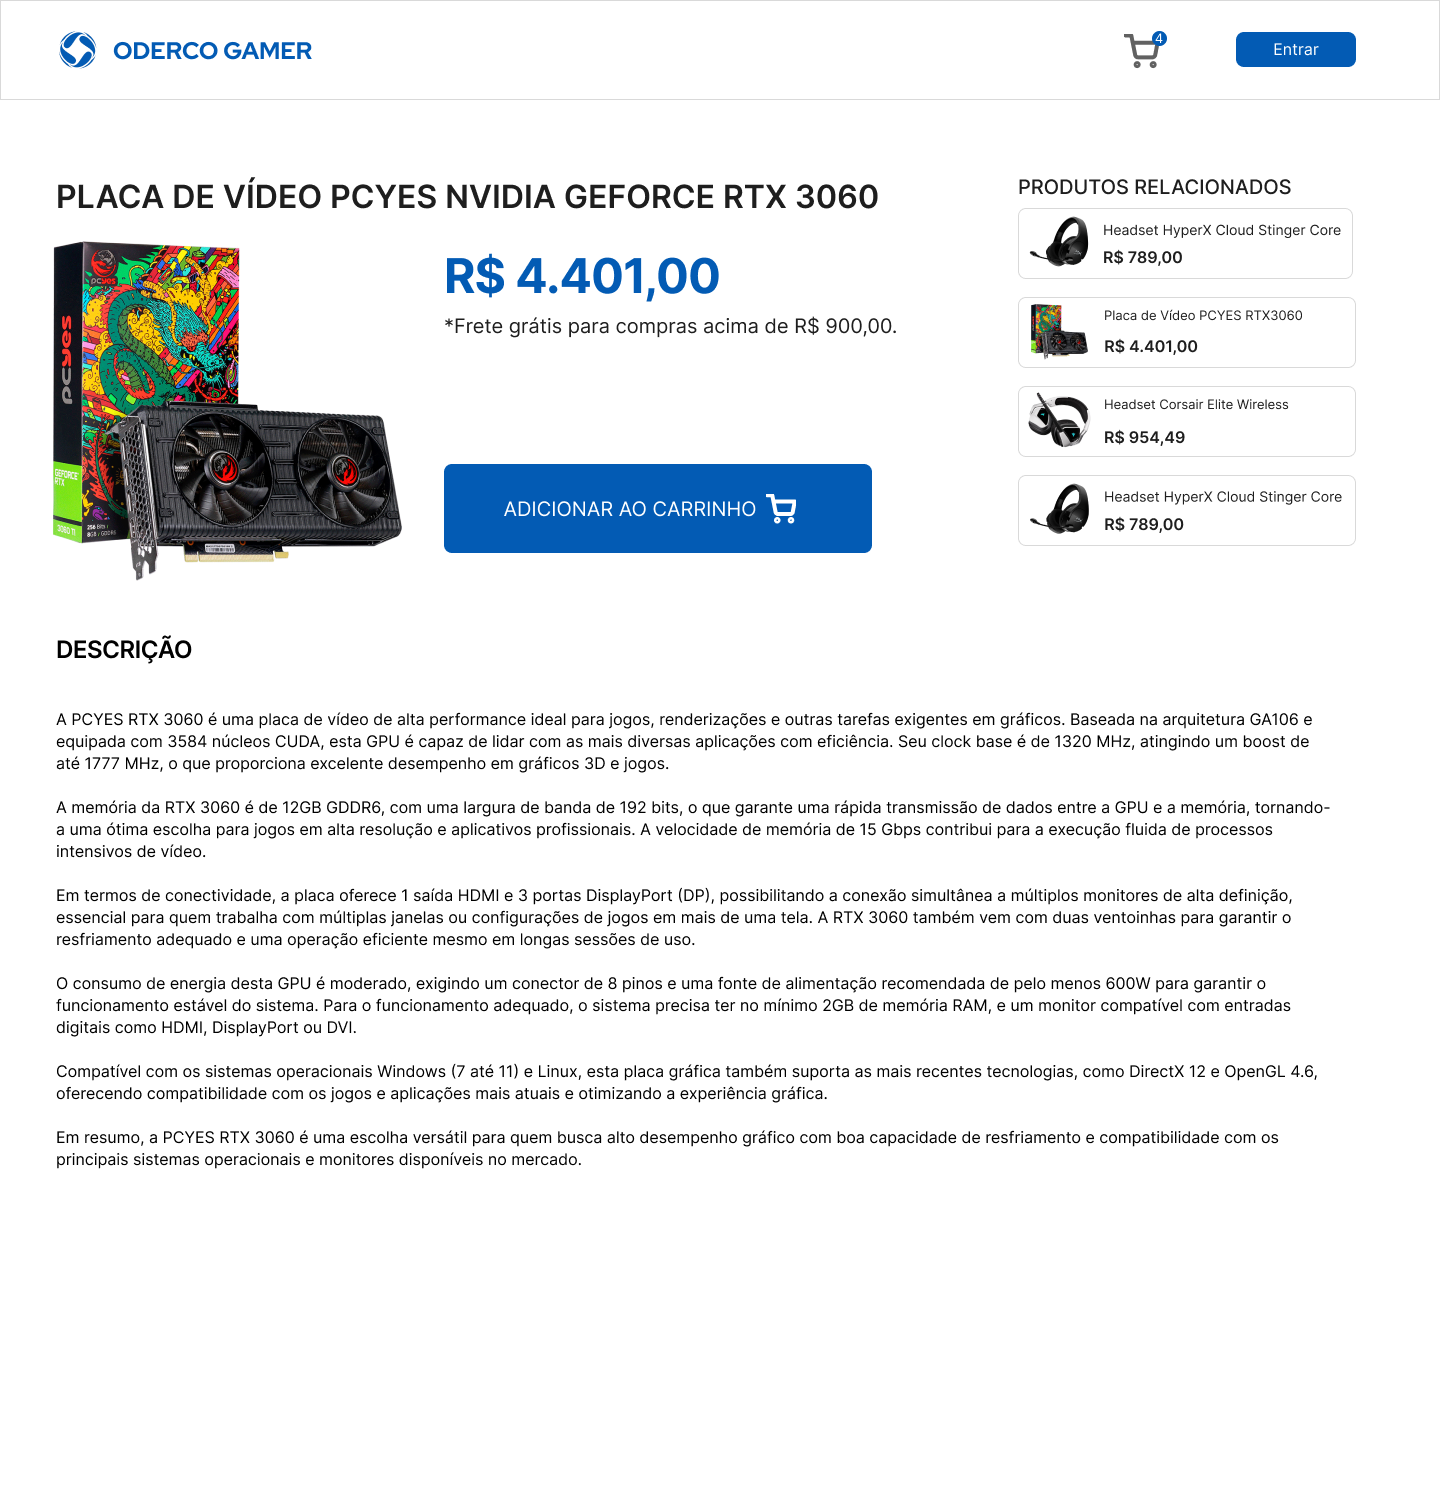 ODERCO GAMER
4
Entrar
PLACA DE VÍDEO PCYES NVIDIA GEFORCE RTX 3060
pcyes
pcyes
GEFORCE
RTX
3060 TI
256 Bits /
8GB / GDDR6
R$ 4.401,00
*Frete grátis para compras acima de R$ 900,00.
ADICIONAR AO CARRINHO
PRODUTOS RELACIONADOS
Headset HyperX Cloud Stinger Core
R$ 789,00
Placa de Vídeo PCYES RTX3060
R$ 4.401,00
Headset Corsair Elite Wireless
R$ 954,49
Headset HyperX Cloud Stinger Core
R$ 789,00
DESCRIÇÃO
A PCYES RTX 3060 é uma placa de vídeo de alta performance ideal para jogos, renderizações e outras tarefas exigentes em gráficos. Baseada na arquitetura GA106 e
equipada com 3584 núcleos CUDA, esta GPU é capaz de lidar com as mais diversas aplicações com eficiência. Seu clock base é de 1320 MHz, atingindo um boost de
até 1777 MHz, o que proporciona excelente desempenho em gráficos 3D e jogos.
A memória da RTX 3060 é de 12GB GDDR6, com uma largura de banda de 192 bits, o que garante uma rápida transmissão de dados entre a GPU e a memória, tornando-
a uma ótima escolha para jogos em alta resolução e aplicativos profissionais. A velocidade de memória de 15 Gbps contribui para a execução fluida de processos
intensivos de vídeo.
Em termos de conectividade, a placa oferece 1 saída HDMI e 3 portas DisplayPort (DP), possibilitando a conexão simultânea a múltiplos monitores de alta definição,
essencial para quem trabalha com múltiplas janelas ou configurações de jogos em mais de uma tela. A RTX 3060 também vem com duas ventoinhas para garantir o
resfriamento adequado e uma operação eficiente mesmo em longas sessões de uso.
O consumo de energia desta GPU é moderado, exigindo um conector de 8 pinos e uma fonte de alimentação recomendada de pelo menos 600W para garantir o
funcionamento estável do sistema. Para o funcionamento adequado, o sistema precisa ter no mínimo 2GB de memória RAM, e um monitor compatível com entradas
digitais como HDMI, DisplayPort ou DVI.
Compatível com os sistemas operacionais Windows (7 até 11) e Linux, esta placa gráfica também suporta as mais recentes tecnologias, como DirectX 12 e OpenGL 4.6,
oferecendo compatibilidade com os jogos e aplicações mais atuais e otimizando a experiência gráfica.
Em resumo, a PCYES RTX 3060 é uma escolha versátil para quem busca alto desempenho gráfico com boa capacidade de resfriamento e compatibilidade com os
principais sistemas operacionais e monitores disponíveis no mercado.